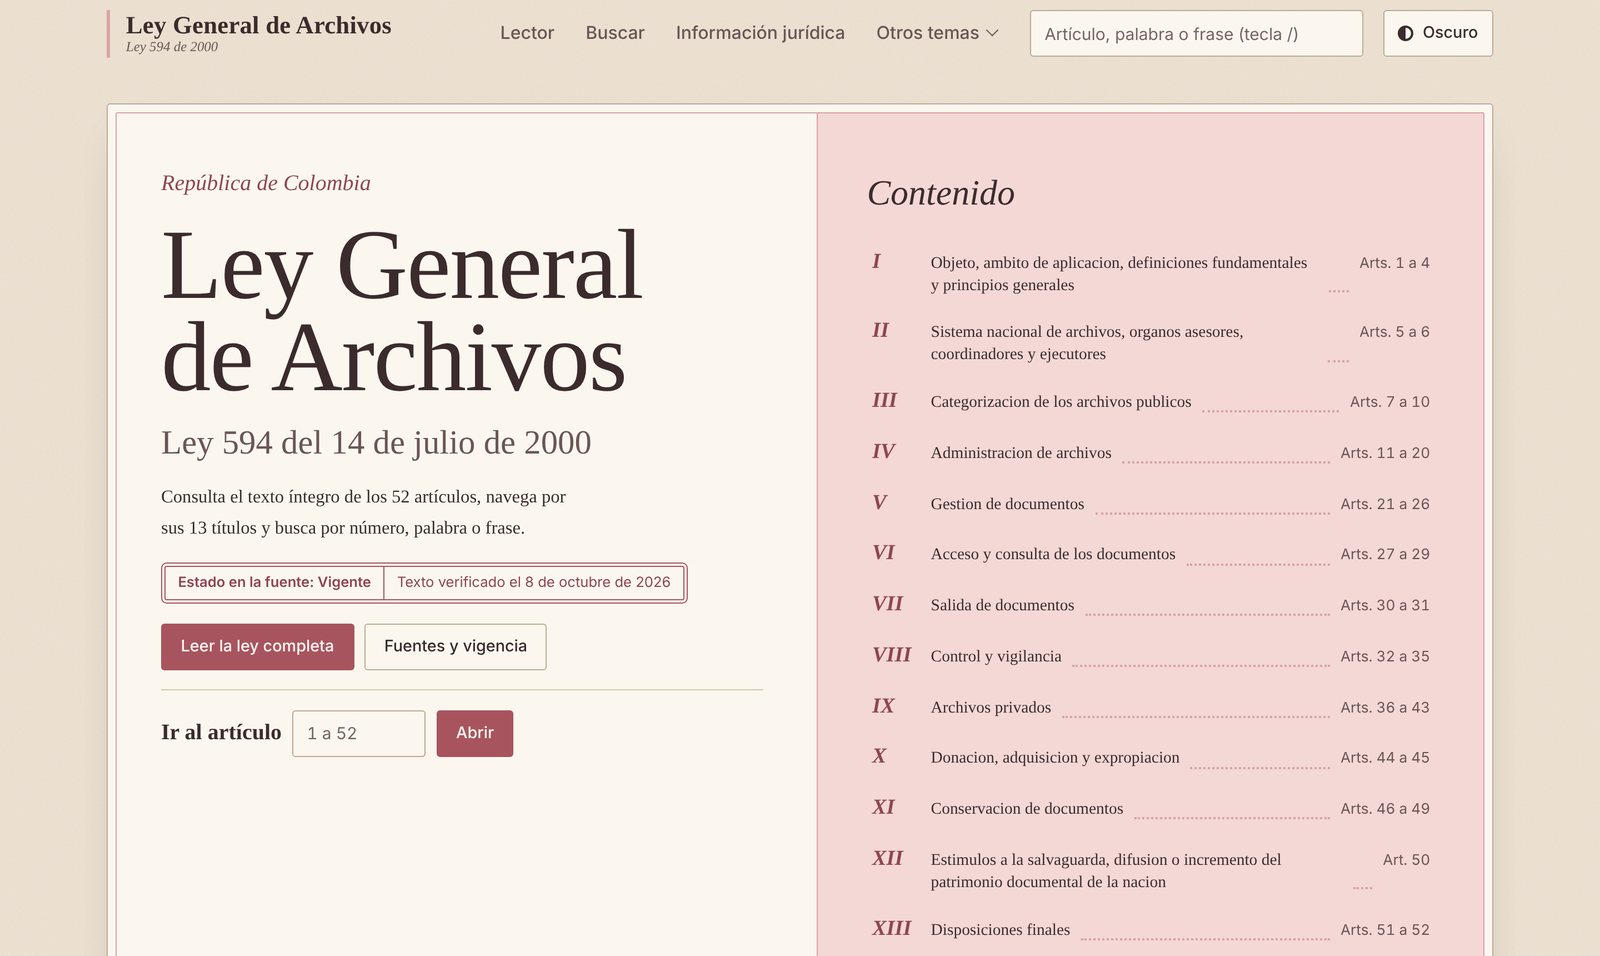 Ley General de Archivos
Ley 594 de 2000
Lector
Buscar
Información jurídica
Otros temas
Artículo, palabra o frase (tecla /)
Oscuro
República de Colombia
Ley General
de Archivos
Ley 594 del 14 de julio de 2000
Consulta el texto íntegro de los 52 artículos, navega por
sus 13 títulos y busca por número, palabra o frase.
Estado en la fuente: Vigente
Texto verificado el 8 de octubre de 2026
Leer la ley completa
Fuentes y vigencia
Ir al artículo
1 a 52
Abrir
Contenido
I Objeto, ambito de aplicacion, definiciones fundamentales Arts. 1 a 4
y principios generales
II Sistema nacional de archivos, organos asesores, Arts. 5 a 6
coordinadores y ejecutores
III Categorizacion de los archivos publicos Arts. 7 a 10
IV Administracion de archivos Arts. 11 a 20
V Gestion de documentos Arts. 21 a 26
VI Acceso y consulta de los documentos Arts. 27 a 29
VII Salida de documentos Arts. 30 a 31
VIII Control y vigilancia Arts. 32 a 35
IX Archivos privados Arts. 36 a 43
X Donacion, adquisicion y expropiacion Arts. 44 a 45
XI Conservacion de documentos Arts. 46 a 49
XII Estimulos a la salvaguarda, difusion o incremento del Art. 50
patrimonio documental de la nacion
XIII Disposiciones finales Arts. 51 a 52